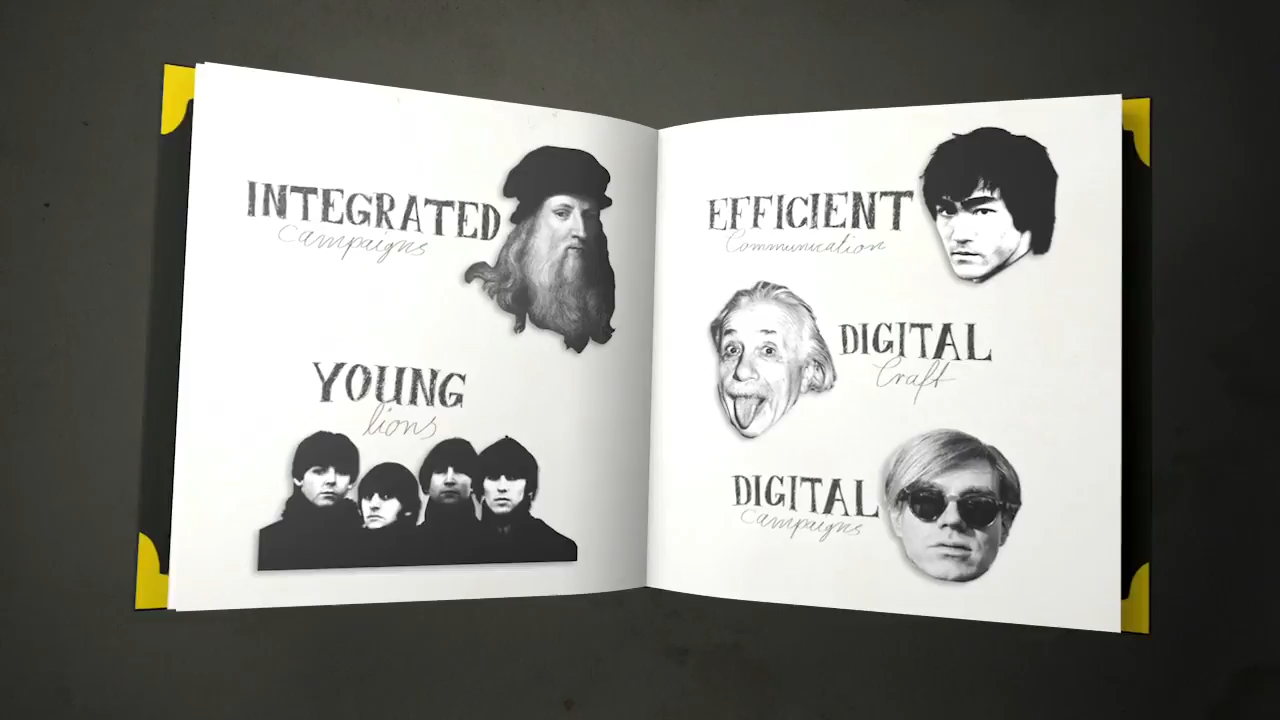 INTEGRATED
campaigns
YOUNG
lions
EFFICIENT
Communication
DIGITAL
Craft
DIGITAL
campaigns